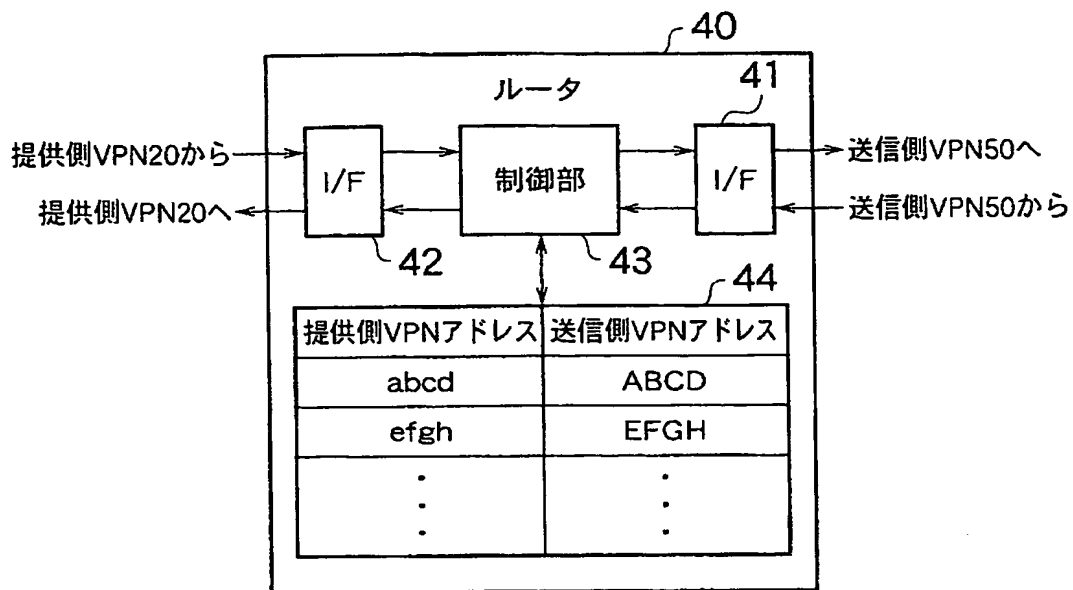 40
ルータ
41
提供側VPN20から
I/F
制御部
I/F
送信側VPN50へ
提供側VPN20へ
送信側VPN50から
42
43
44
提供側VPNアドレス 送信側VPNアドレス
abcd ABCD
efgh EFGH